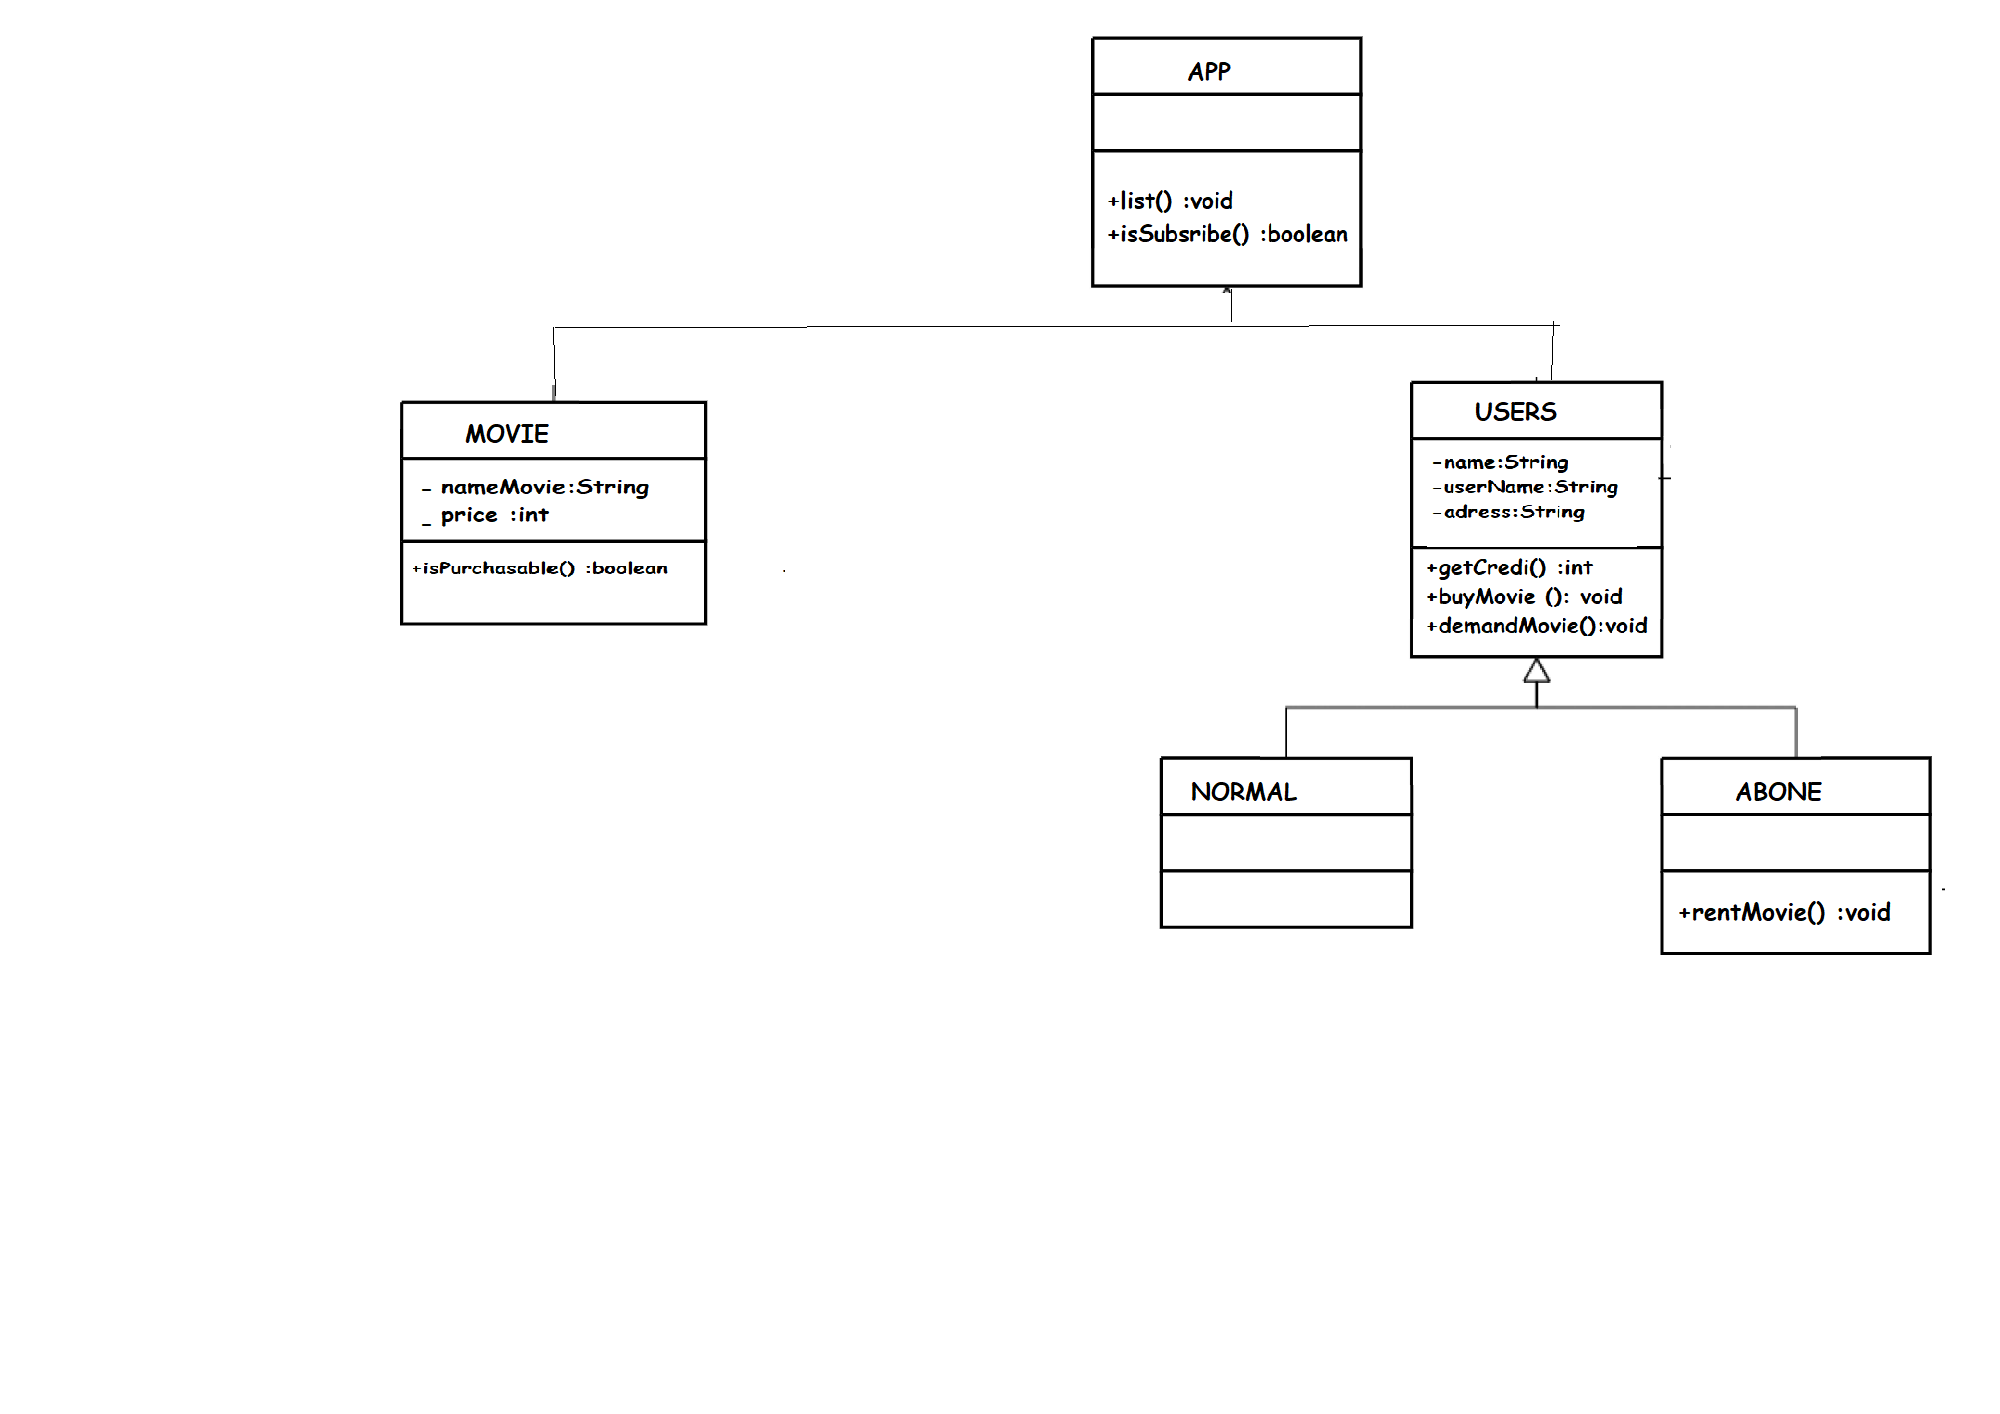 APP
+list() :void
+isSubsribe() :boolean
MOVIE
- nameMovie:String
_ price :int
+isPurchasable() :boolean
USERS
-name:String
-userName:String
-adress:String
+getCredi() :int
+buyMovie (): void
+demandMovie():void
NORMAL
ABONE
+rentMovie() :void